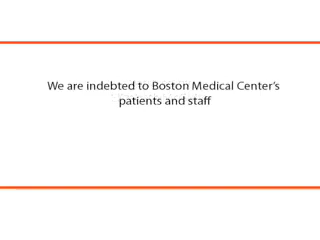 We are indebted to Boston Medical Center’s
patients and staff